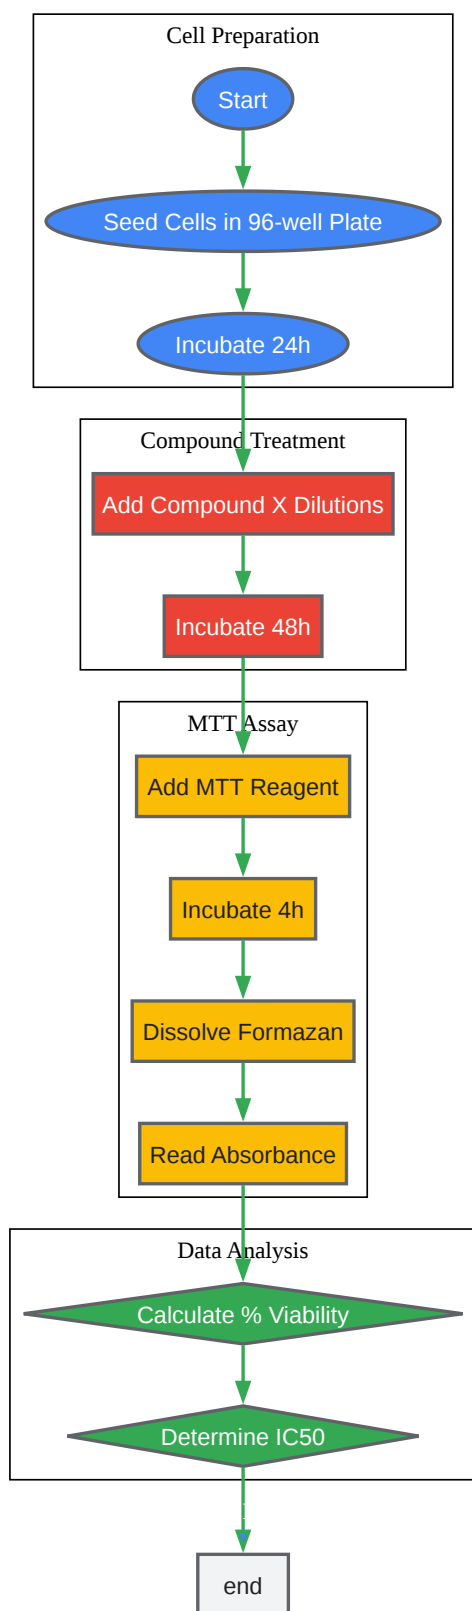 Cell Preparation
Start
Seed Cells in 96-well Plate
Incubate 24h
Compound Treatment
Add Compound X Dilutions
Incubate 48h
MTT Assay
Add MTT Reagent
Incubate 4h
Dissolve Formazan
Read Absorbance
Data Analysis
Calculate % Viability
Determine IC50
end